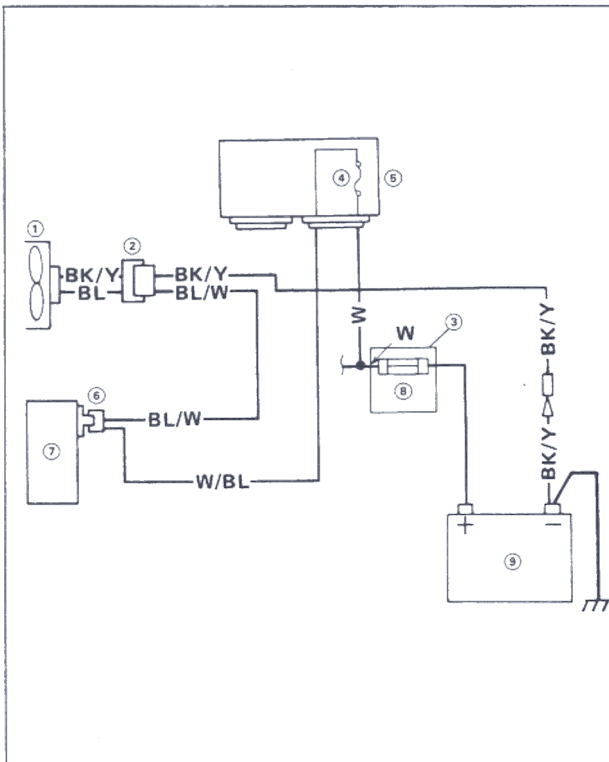 ④ ⑤
① ②
BK/Y BK/Y
BL BL/W
W
③
W
BK/Y
⑧
⑥
BL/W
⑦
W/BL
BK/Y
+ −
⑨